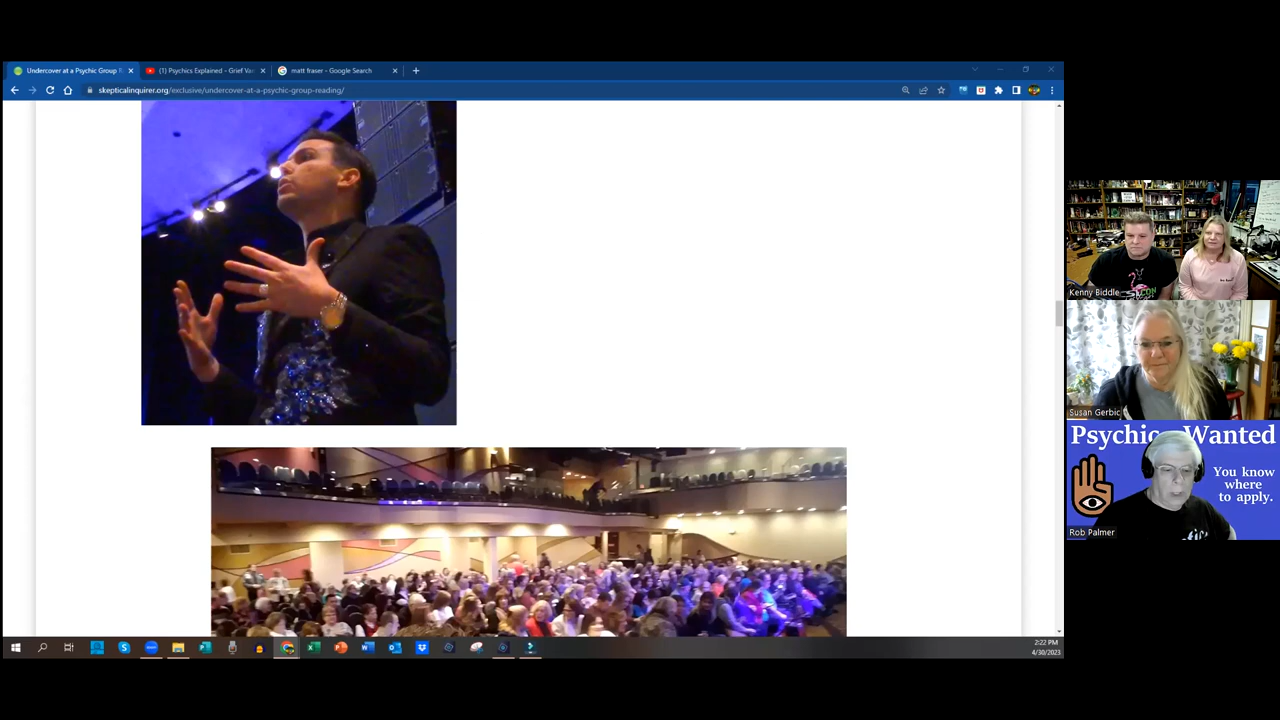 Undercover at a Psychic Group R
(1) Psychics Explained - Grief Van
matt fraser - Google Search
skepticalinquirer.org/exclusive/undercover-at-a-psychic-group-reading/
Kenny Biddle
Susan Gerbic
Psychic Wanted
You know
where
to apply.
Rob Palmer
2:22 PM
4/30/2023